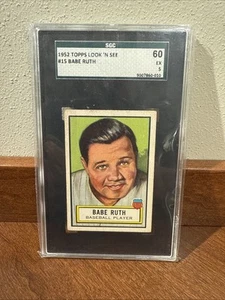 SGC
1952 TOPPS LOOK 'N SEE
#15 BABE RUTH
60
EX
5
BABE RUTH
BASEBALL PLAYER